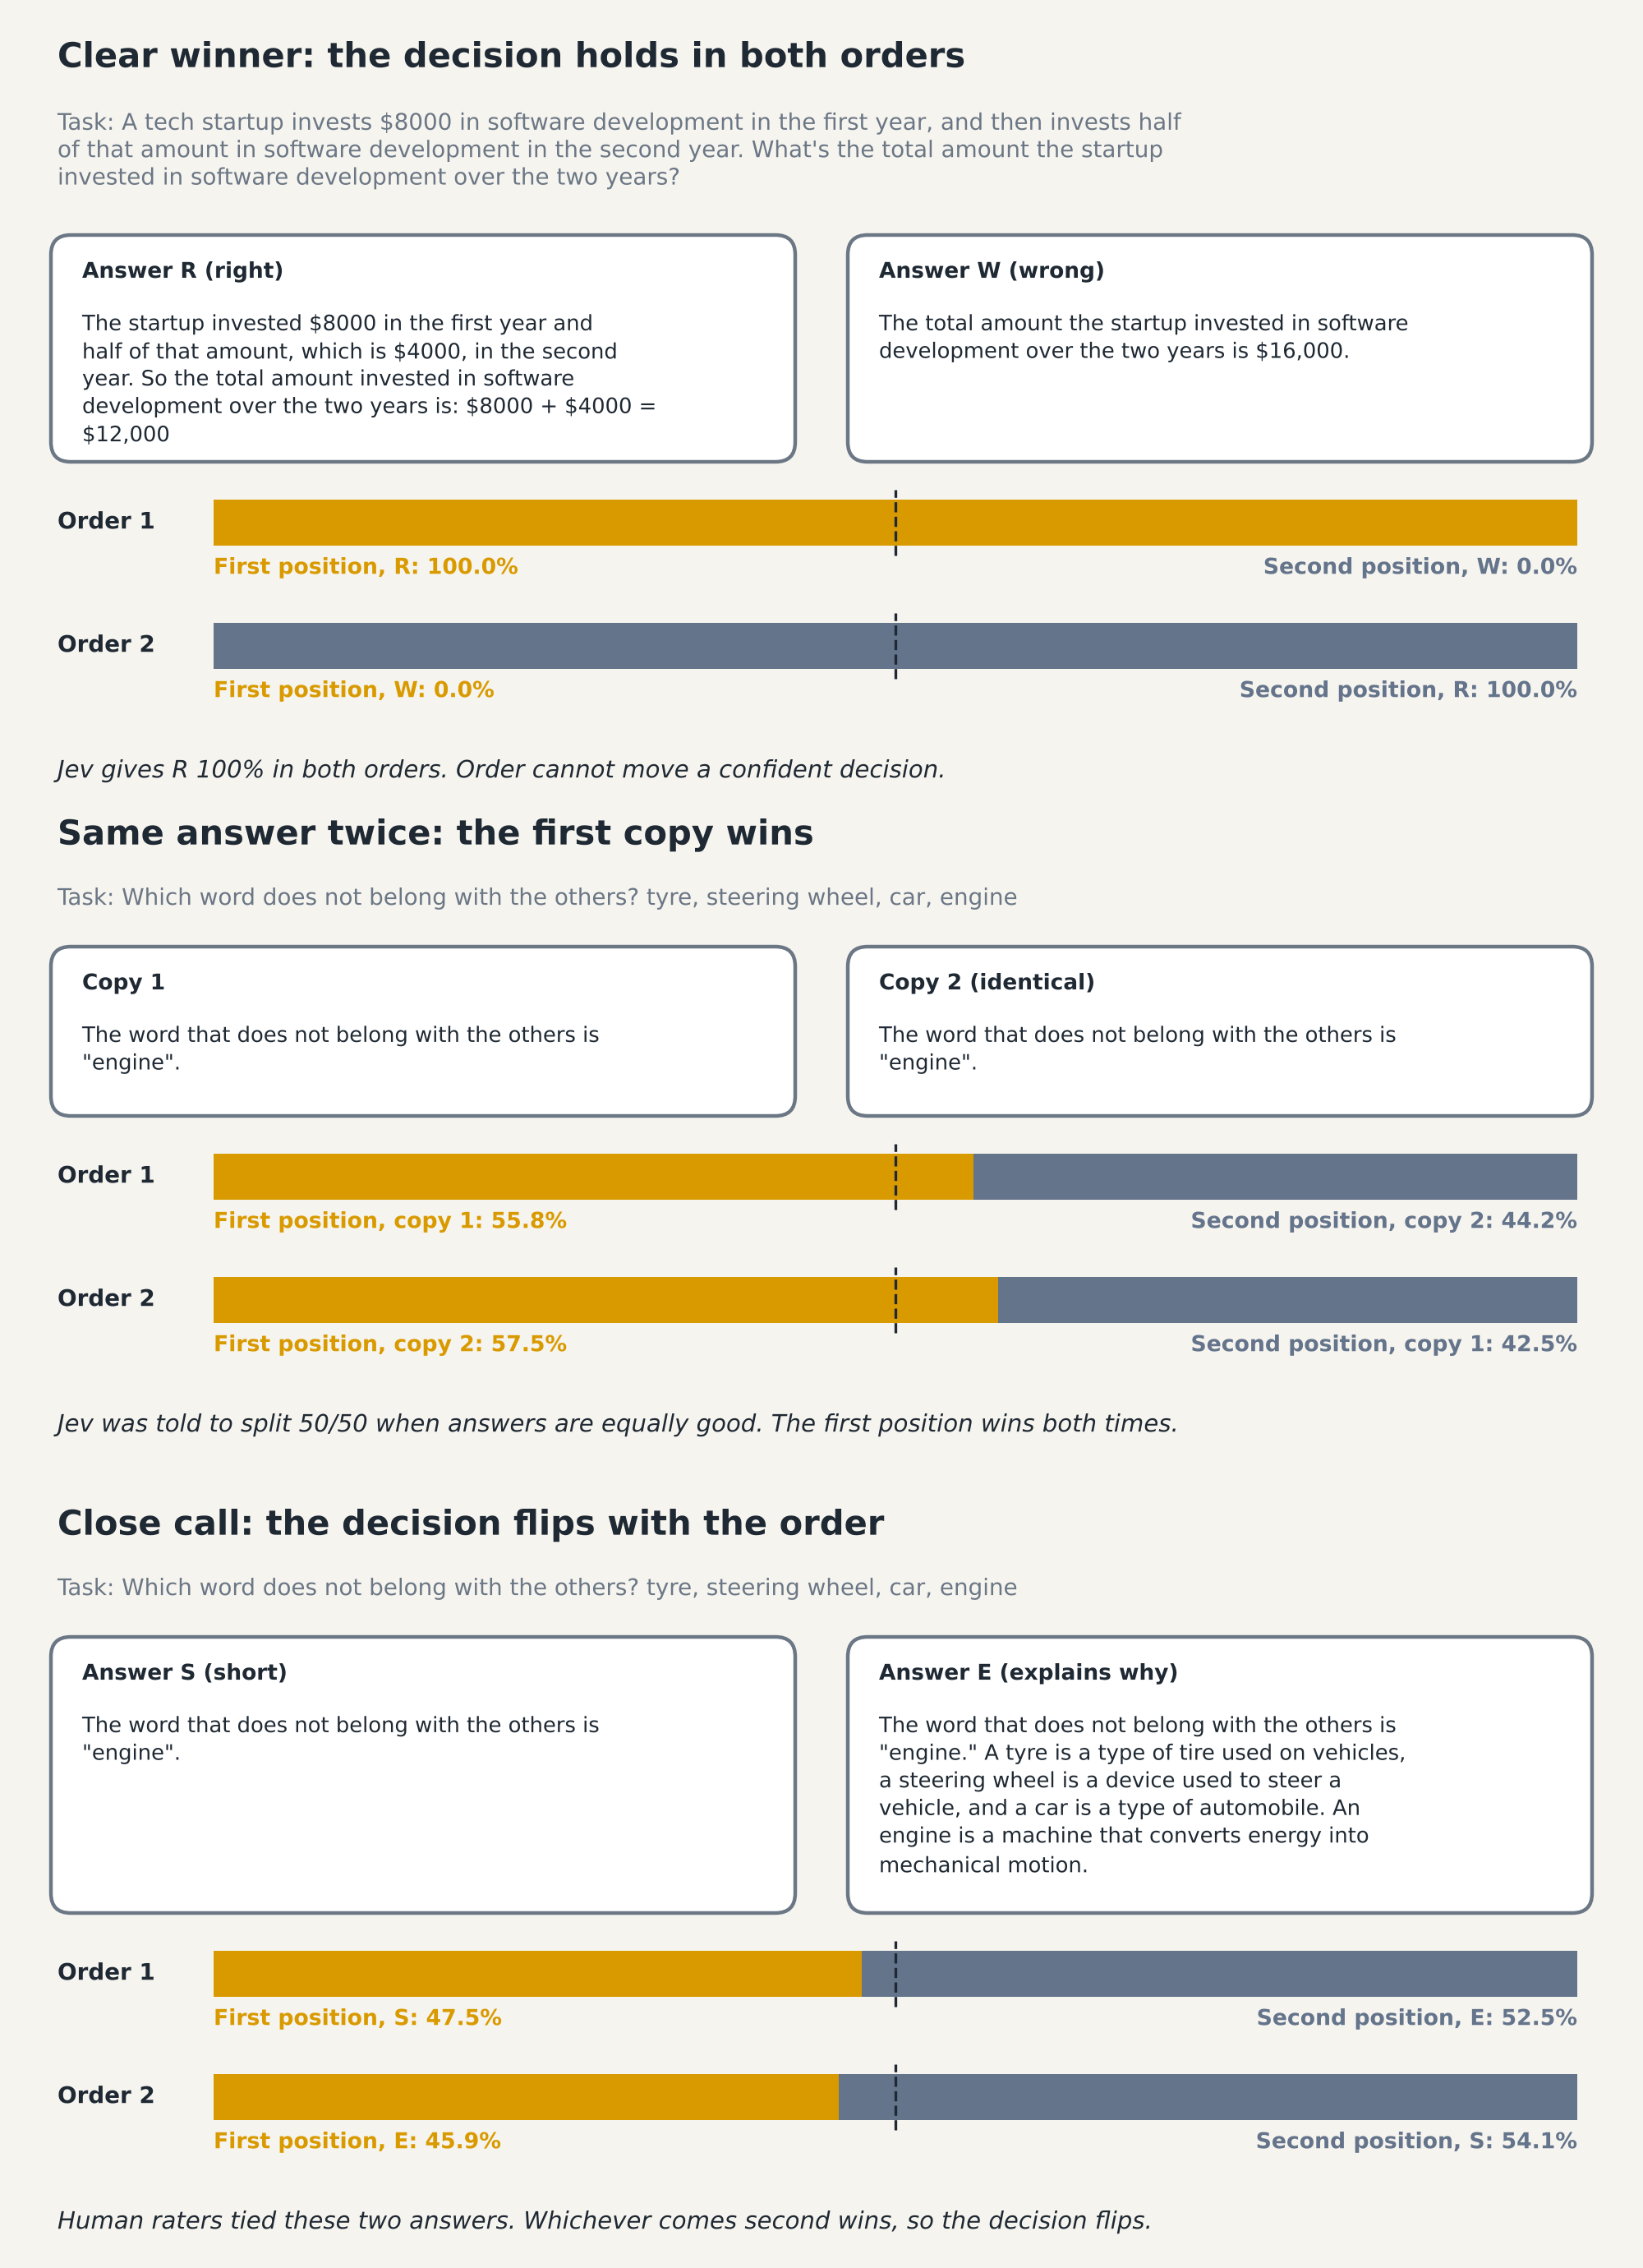 Clear winner: the decision holds in both orders
Task: A tech startup invests $8000 in software development in the first year, and then invests half
of that amount in software development in the second year. What's the total amount the startup
invested in software development over the two years?
Answer R (right)
The startup invested $8000 in the first year and
half of that amount, which is $4000, in the second
year. So the total amount invested in software
development over the two years is: $8000 + $4000 =
$12,000
Answer W (wrong)
The total amount the startup invested in software
development over the two years is $16,000.
Order 1
First position, R: 100.0%
Second position, W: 0.0%
Order 2
First position, W: 0.0%
Second position, R: 100.0%
Jev gives R 100% in both orders. Order cannot move a confident decision.
Same answer twice: the first copy wins
Task: Which word does not belong with the others? tyre, steering wheel, car, engine
Copy 1
The word that does not belong with the others is
"engine".
Copy 2 (identical)
The word that does not belong with the others is
"engine".
Order 1
First position, copy 1: 55.8%
Second position, copy 2: 44.2%
Order 2
First position, copy 2: 57.5%
Second position, copy 1: 42.5%
Jev was told to split 50/50 when answers are equally good. The first position wins both times.
Close call: the decision flips with the order
Task: Which word does not belong with the others? tyre, steering wheel, car, engine
Answer S (short)
The word that does not belong with the others is
"engine".
Answer E (explains why)
The word that does not belong with the others is
"engine." A tyre is a type of tire used on vehicles,
a steering wheel is a device used to steer a
vehicle, and a car is a type of automobile. An
engine is a machine that converts energy into
mechanical motion.
Order 1
First position, S: 47.5%
Second position, E: 52.5%
Order 2
First position, E: 45.9%
Second position, S: 54.1%
Human raters tied these two answers. Whichever comes second wins, so the decision flips.